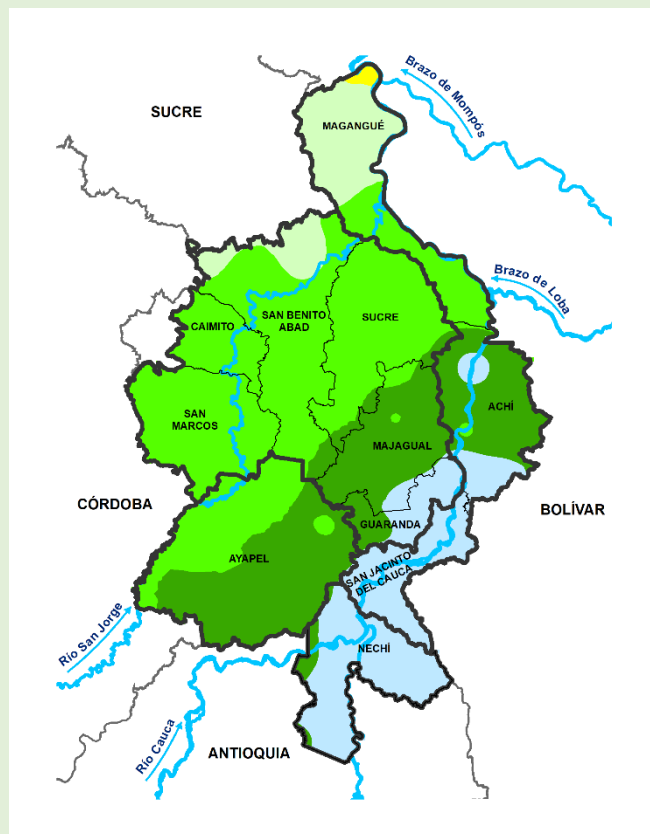 Brazo de Mompós
SUCRE
MAGANGUÉ
Brazo de Loba
SAN BENITO
ABAD
SUCRE
CAIMITO
ACHÍ
SAN
MARCOS
MAJAGUAL
CÓRDOBA
BOLÍVAR
GUARANDA
AYAPEL
SAN JACINTO
DEL CAUCA
Río San Jorge
NECHÍ
Río Cauca
ANTIOQUIA